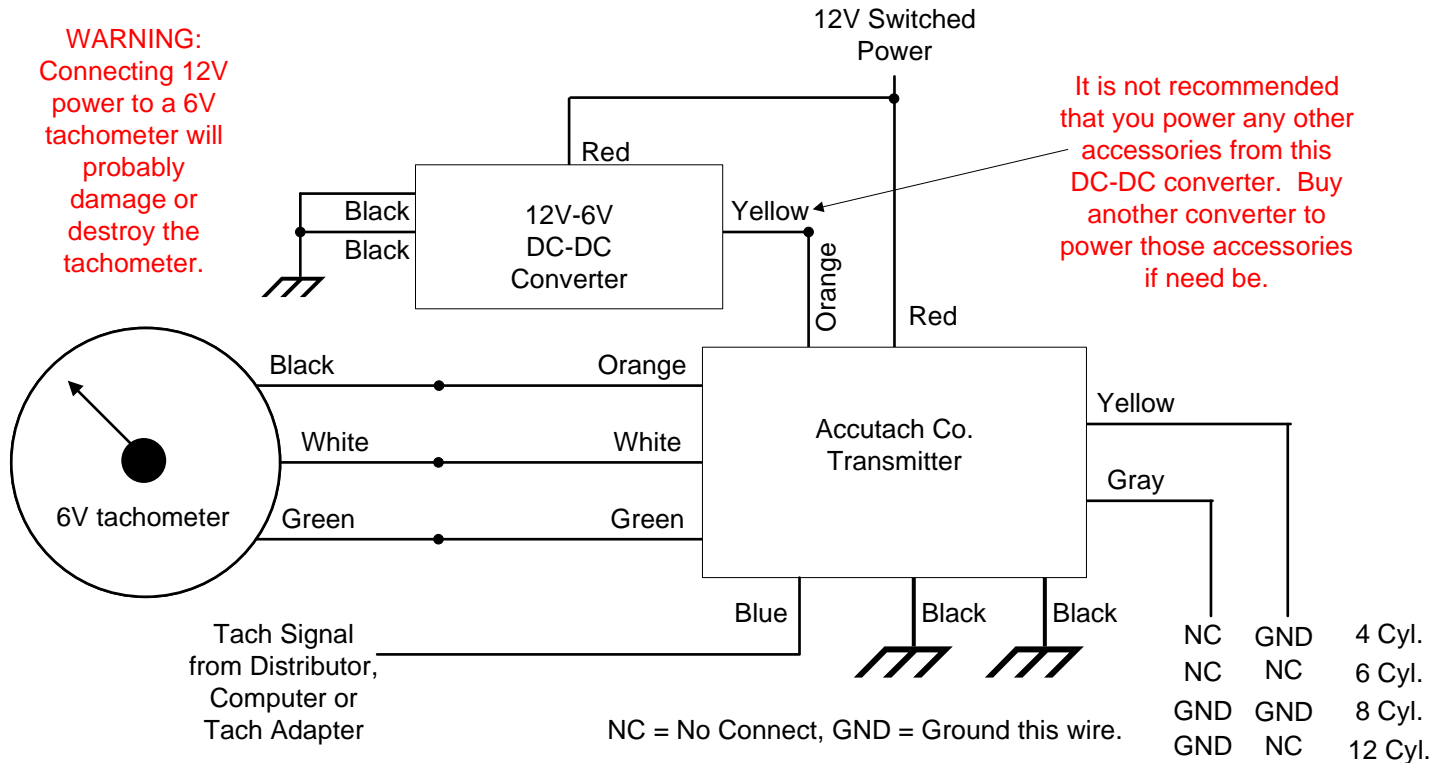 WARNING:
Connecting 12V
power to a 6V
tachometer will
probably
damage or
destroy the
tachometer.
12V Switched
Power
It is not recommended
that you power any other
accessories from this
DC-DC converter.  Buy
another converter to
power those accessories
if need be.
Red
Black
Black
12V-6V
DC-DC
Converter
Yellow
Orange
Red
Black
Orange
White
White
Green
Green
6V tachometer
Accutach Co.
Transmitter
Yellow
Gray
Blue
Black
Black
Tach Signal
from Distributor,
Computer or
Tach Adapter
NC GND 4 Cyl.
NC NC 6 Cyl.
GND GND 8 Cyl.
GND NC 12 Cyl.
NC = No Connect, GND = Ground this wire.